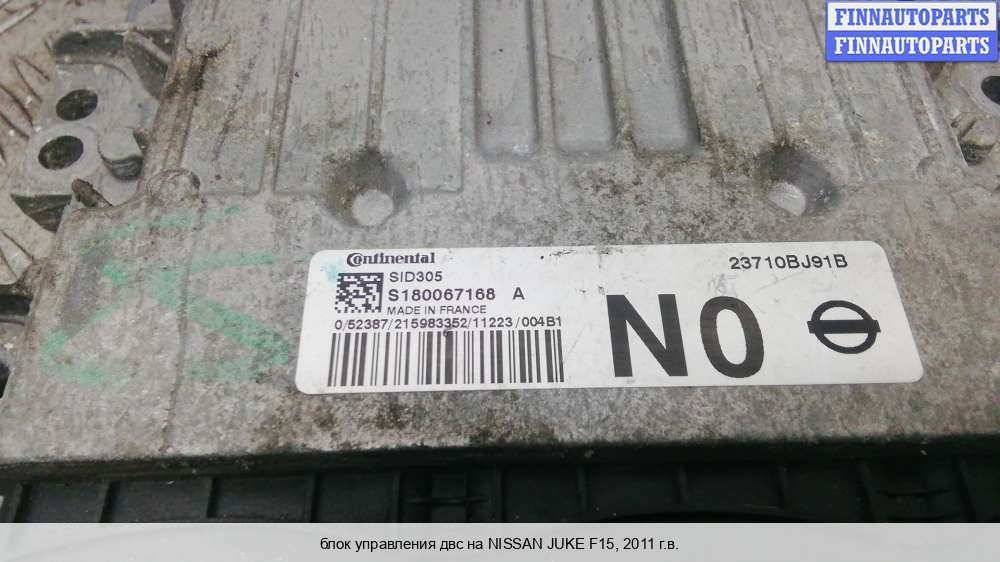 FINNAUTOPARTS
FINNAUTOPARTS
Continental
SID305
S180067168 A
MADE IN FRANCE
0/52387/215983352/11223/004B1
23710BJ91B
N0
блок управления двс на NISSAN JUKE F15, 2011 г.в.